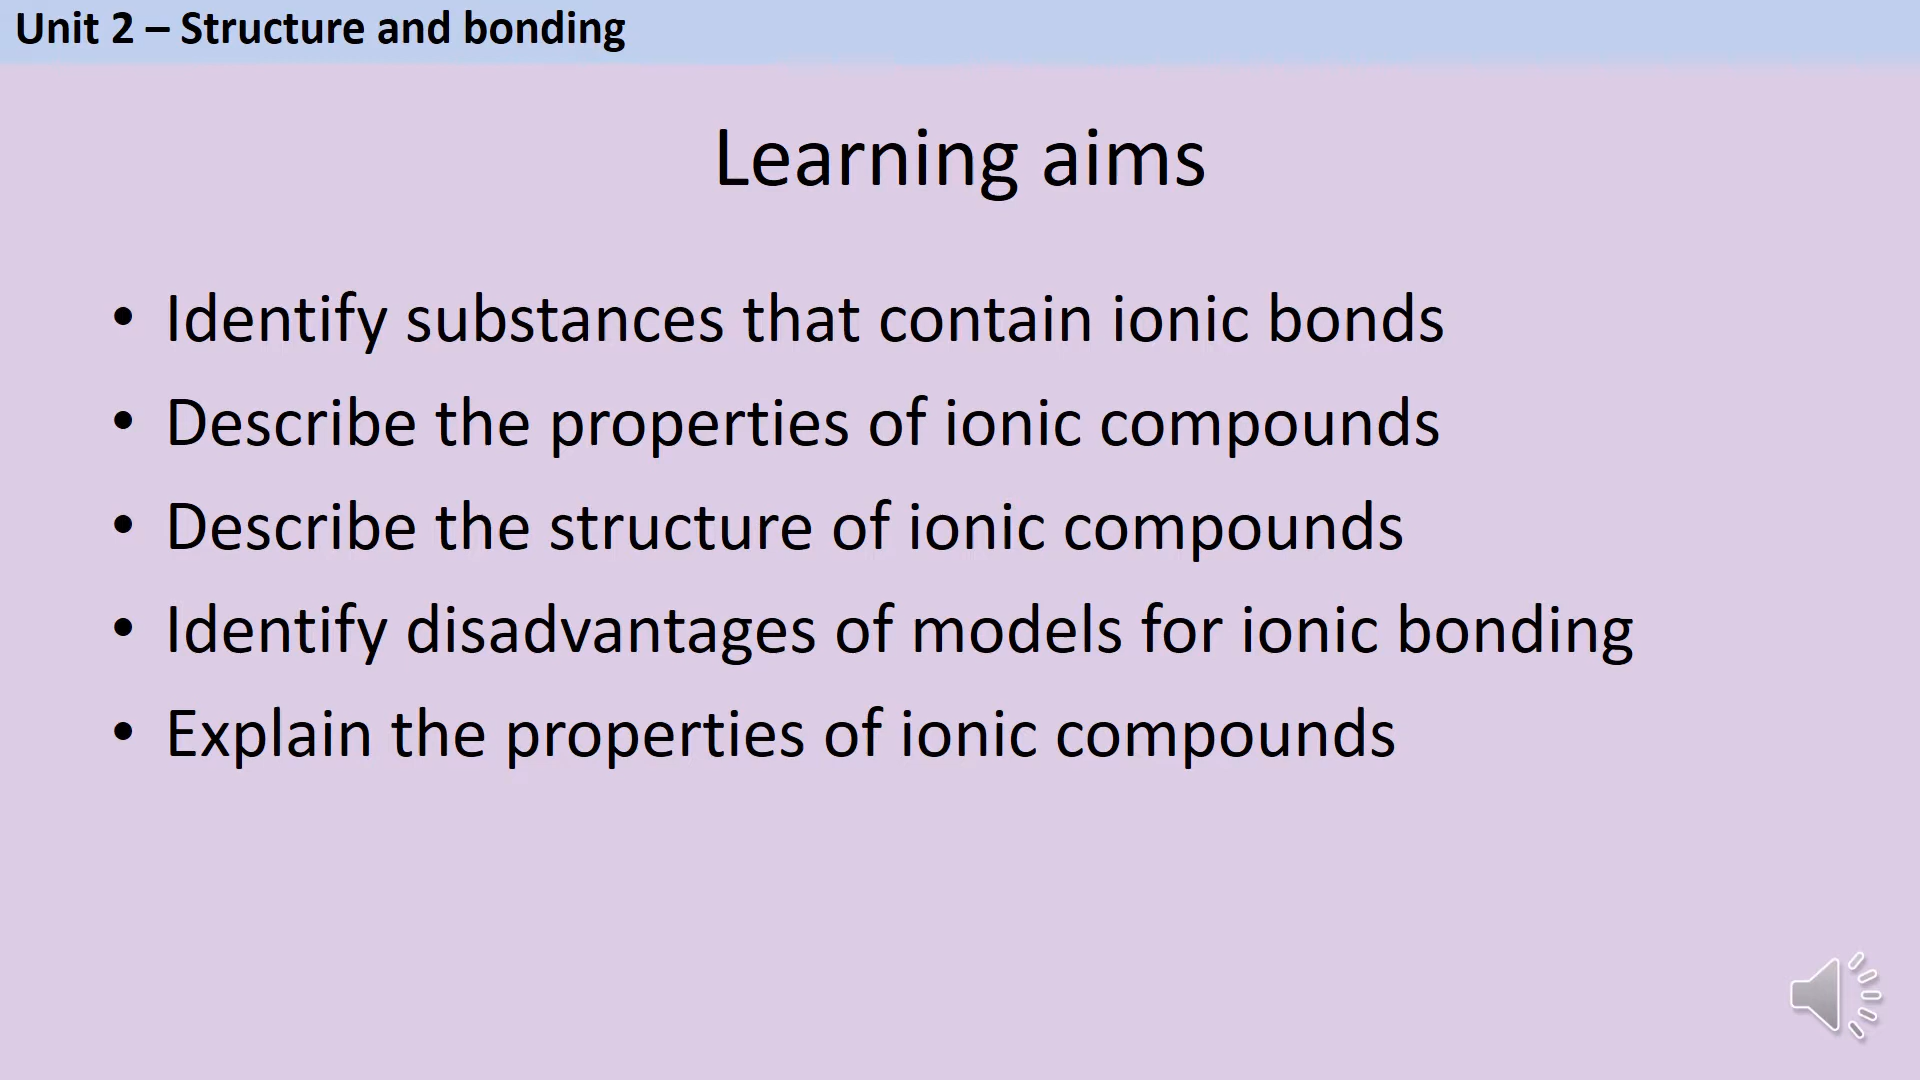 Unit 2 – Structure and bonding
Learning aims
• Identify substances that contain ionic bonds
• Describe the properties of ionic compounds
• Describe the structure of ionic compounds
• Identify disadvantages of models for ionic bonding
• Explain the properties of ionic compounds